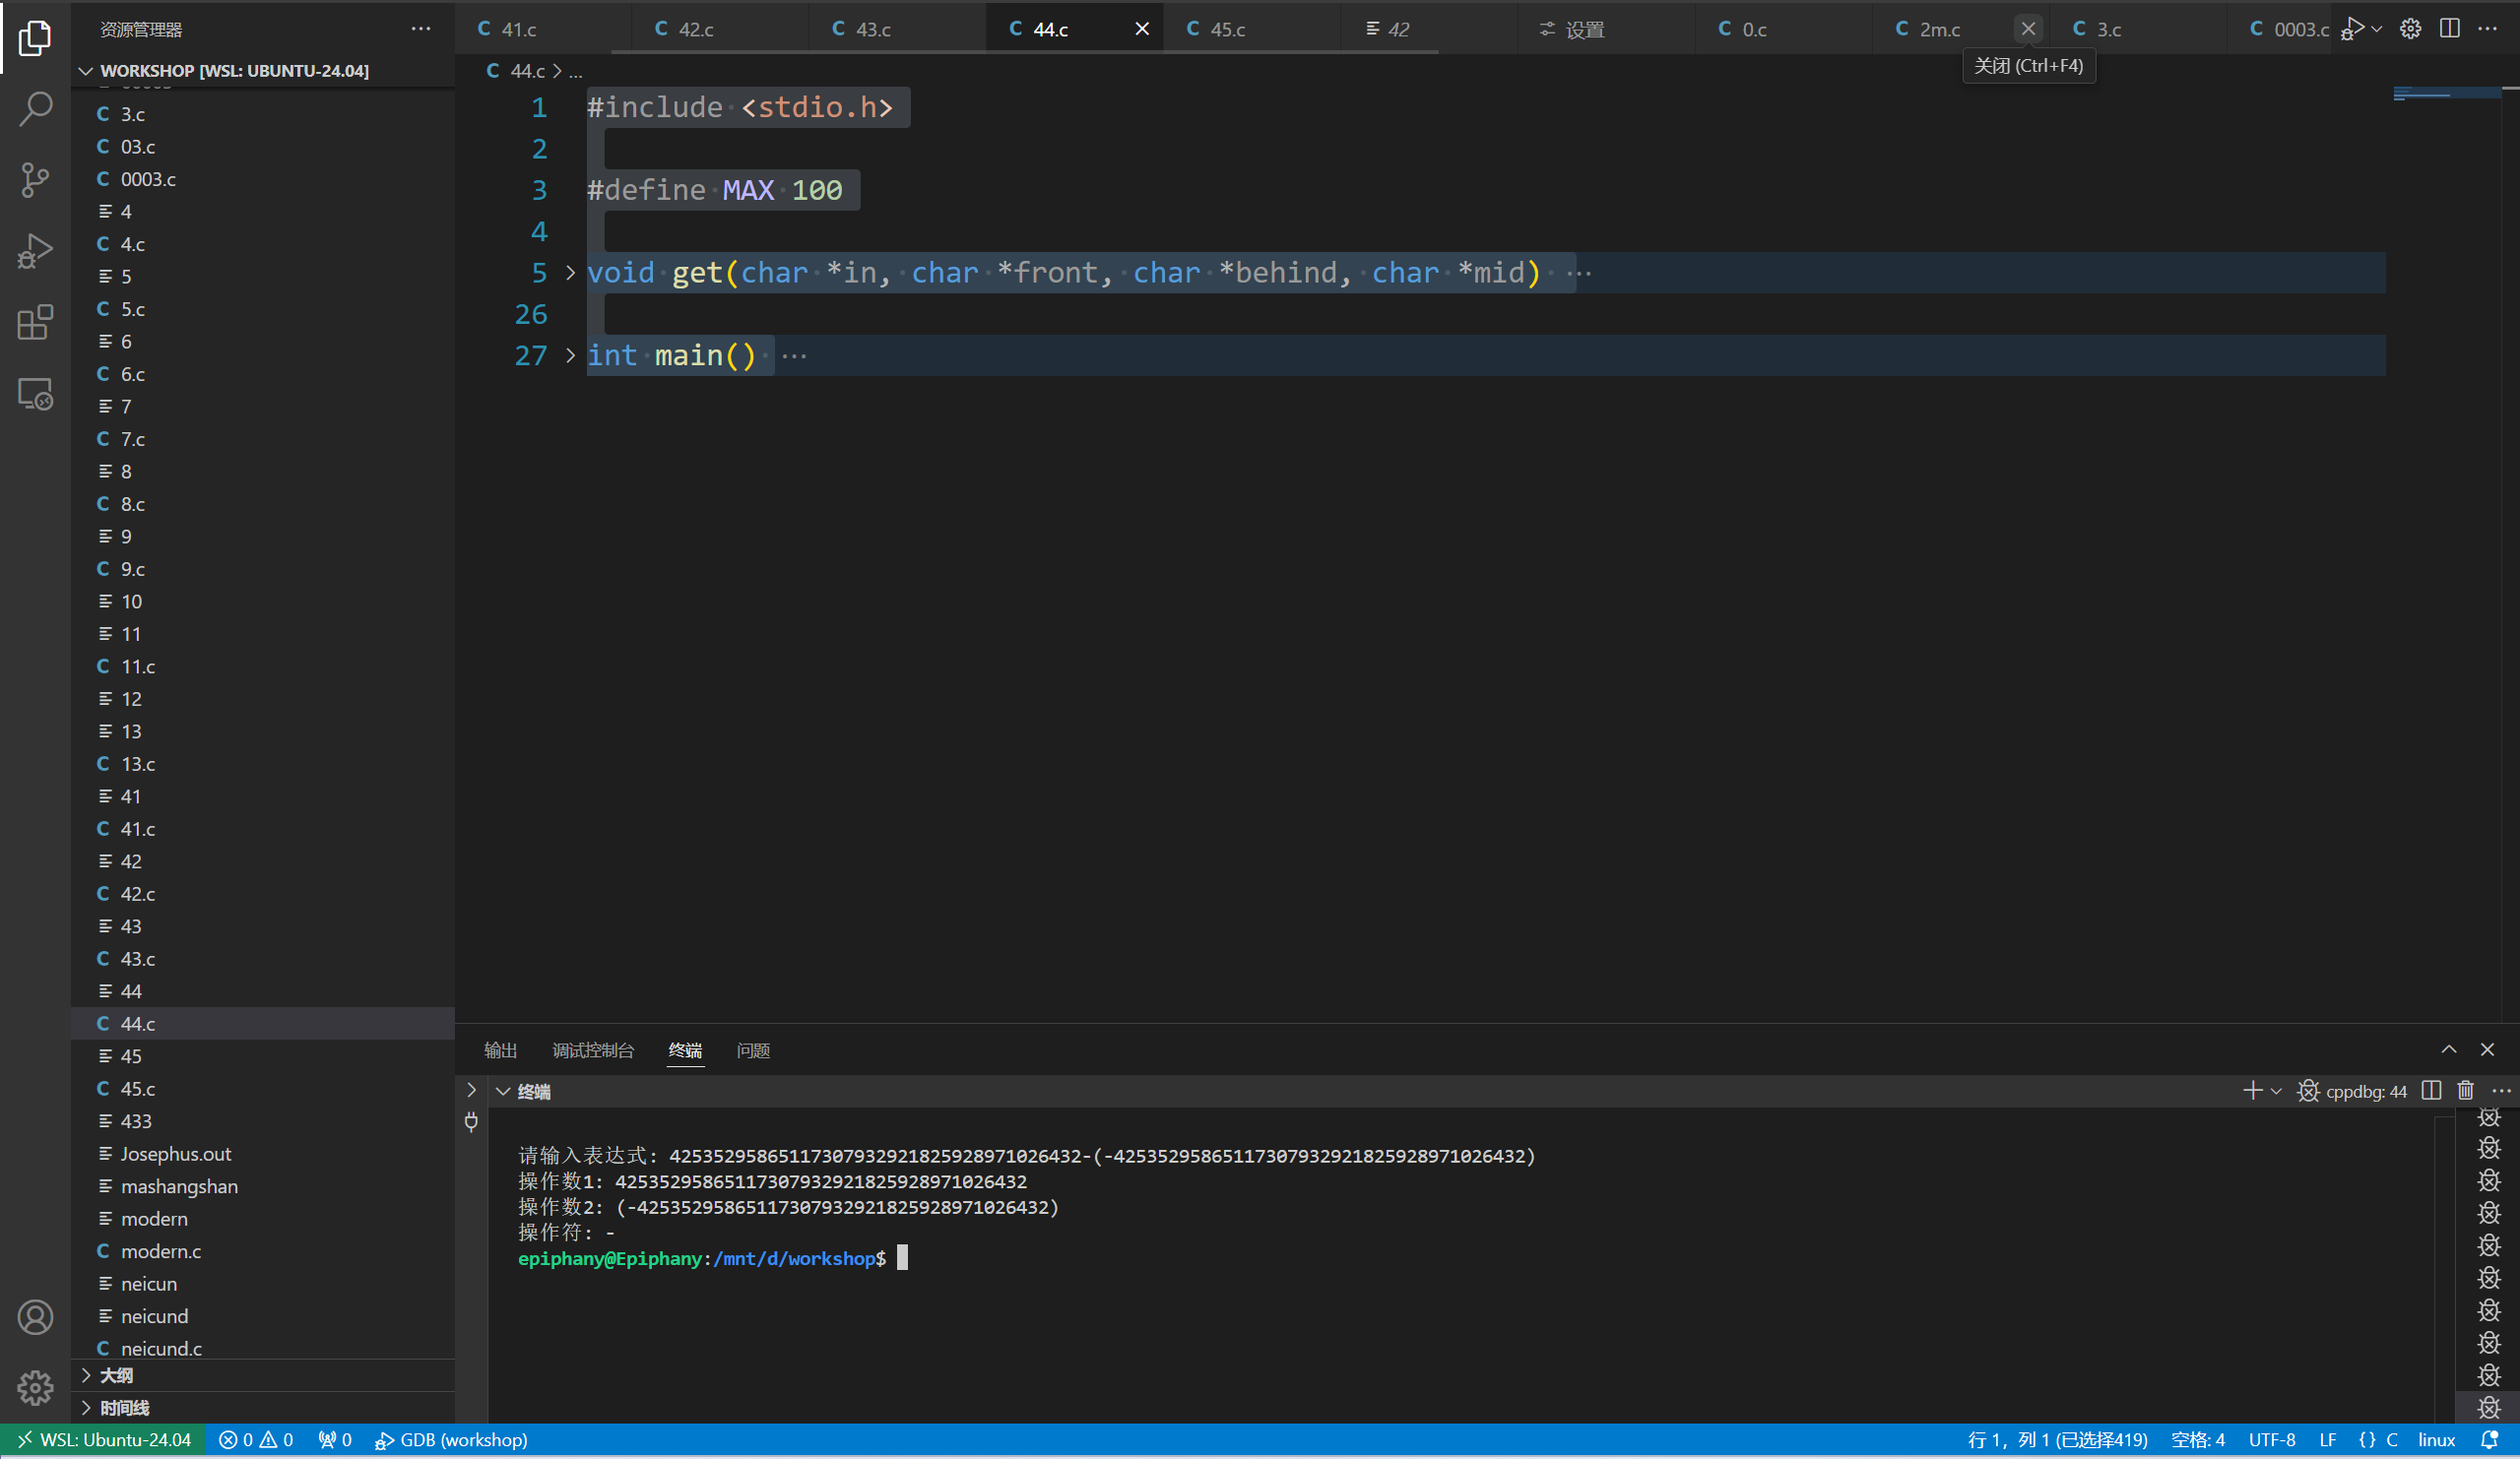 资源管理器
WORKSHOP [WSL: UBUNTU-24.04]
3.c
03.c
0003.c
4
4.c
5
5.c
6
6.c
7
7.c
8
8.c
9
9.c
10
11
11.c
12
13
13.c
41
41.c
42
42.c
43
43.c
44
44.c
45
45.c
433
Josephus.out
mashangshan
modern
modern.c
neicun
neicund
neicund.c
大纲
时间线
41.c
42.c
43.c
44.c
45.c
42
设置
0.c
2m.c
3.c
0003.c
关闭 (Ctrl+F4)
44.c > ...
1 #include <stdio.h>
2
3 #define MAX 100
4
5 void get(char *in, char *front, char *behind, char *mid) ...
26
27 int main() ...
输出 调试控制台 终端 问题
终端
cppdbg: 44
请输入表达式: 42535295865117307932921825928971026432-(-42535295865117307932921825928971026432)
操作数1: 42535295865117307932921825928971026432
操作数2: (-42535295865117307932921825928971026432)
操作符: -
epiphany@Epiphany:/mnt/d/workshop$
WSL: Ubuntu-24.04 0 0 0 GDB (workshop)
行 1，列 1 (已选择419) 空格: 4 UTF-8 LF {} C linux